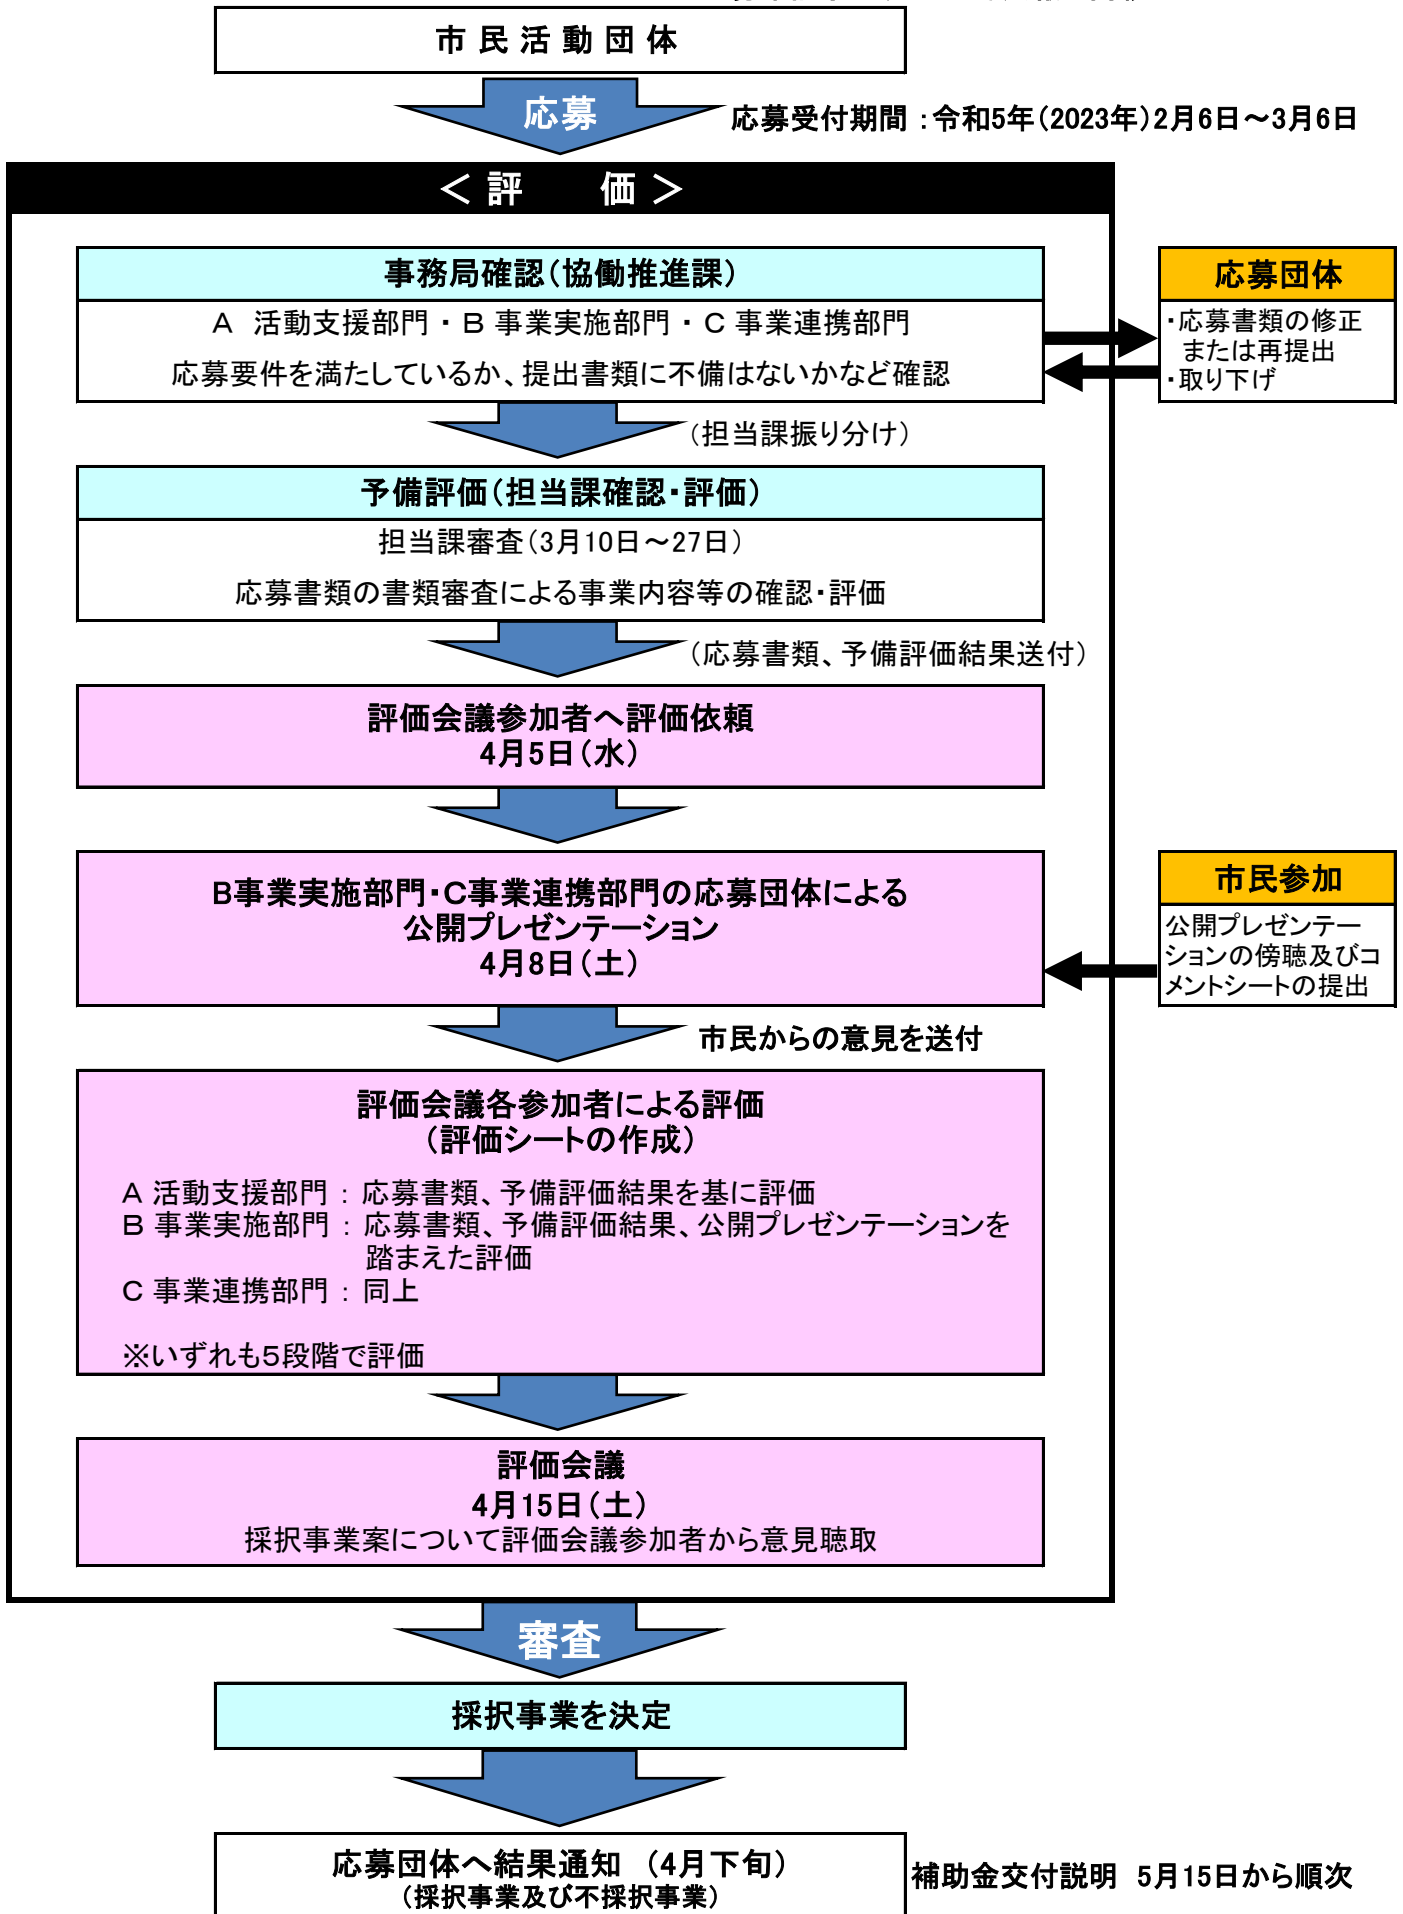 市民活動団体
応募
応募受付期間：令和5年（2023年）2月6日～3月6日
＜評　価＞
事務局確認（協働推進課）
A 活動支援部門・B 事業実施部門・C 事業連携部門
応募要件を満たしているか、提出書類に不備はないかなど確認
応募団体
・応募書類の修正
または再提出
・取り下げ
（担当課振り分け）
予備評価（担当課確認・評価）
担当課審査（3月10日～27日）
応募書類の書類審査による事業内容等の確認・評価
（応募書類、予備評価結果送付）
評価会議参加者へ評価依頼
4月5日（水）
B事業実施部門・C事業連携部門の応募団体による
公開プレゼンテーション
4月8日（土）
市民参加
公開プレゼンテー
ションの傍聴及びコ
メントシートの提出
市民からの意見を送付
評価会議各参加者による評価
（評価シートの作成）
A 活動支援部門 ： 応募書類、予備評価結果を基に評価
B 事業実施部門 ： 応募書類、予備評価結果、公開プレゼンテーションを
踏まえた評価
C 事業連携部門 ： 同上
※いずれも5段階で評価
評価会議
4月15日（土）
採択事業案について評価会議参加者から意見聴取
審査
採択事業を決定
応募団体へ結果通知 （4月下旬）
（採択事業及び不採択事業）
補助金交付説明 5月15日から順次